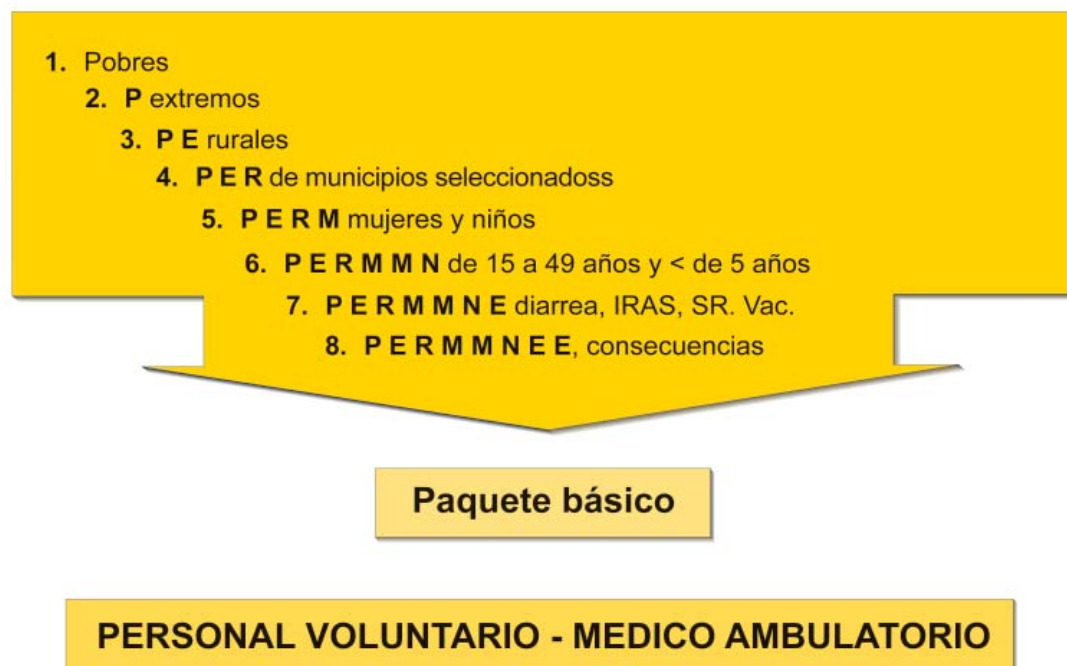 1. Pobres
2. P extremos
3. P E rurales
4. P E R de municipios seleccionadoss
5. P E R M mujeres y niños
6. P E R M M N de 15 a 49 años y < de 5 años
7. P E R M M N E diarrea, IRAS, SR. Vac.
8. P E R M M N E E, consecuencias
Paquete básico
PERSONAL VOLUNTARIO - MEDICO AMBULATORIO